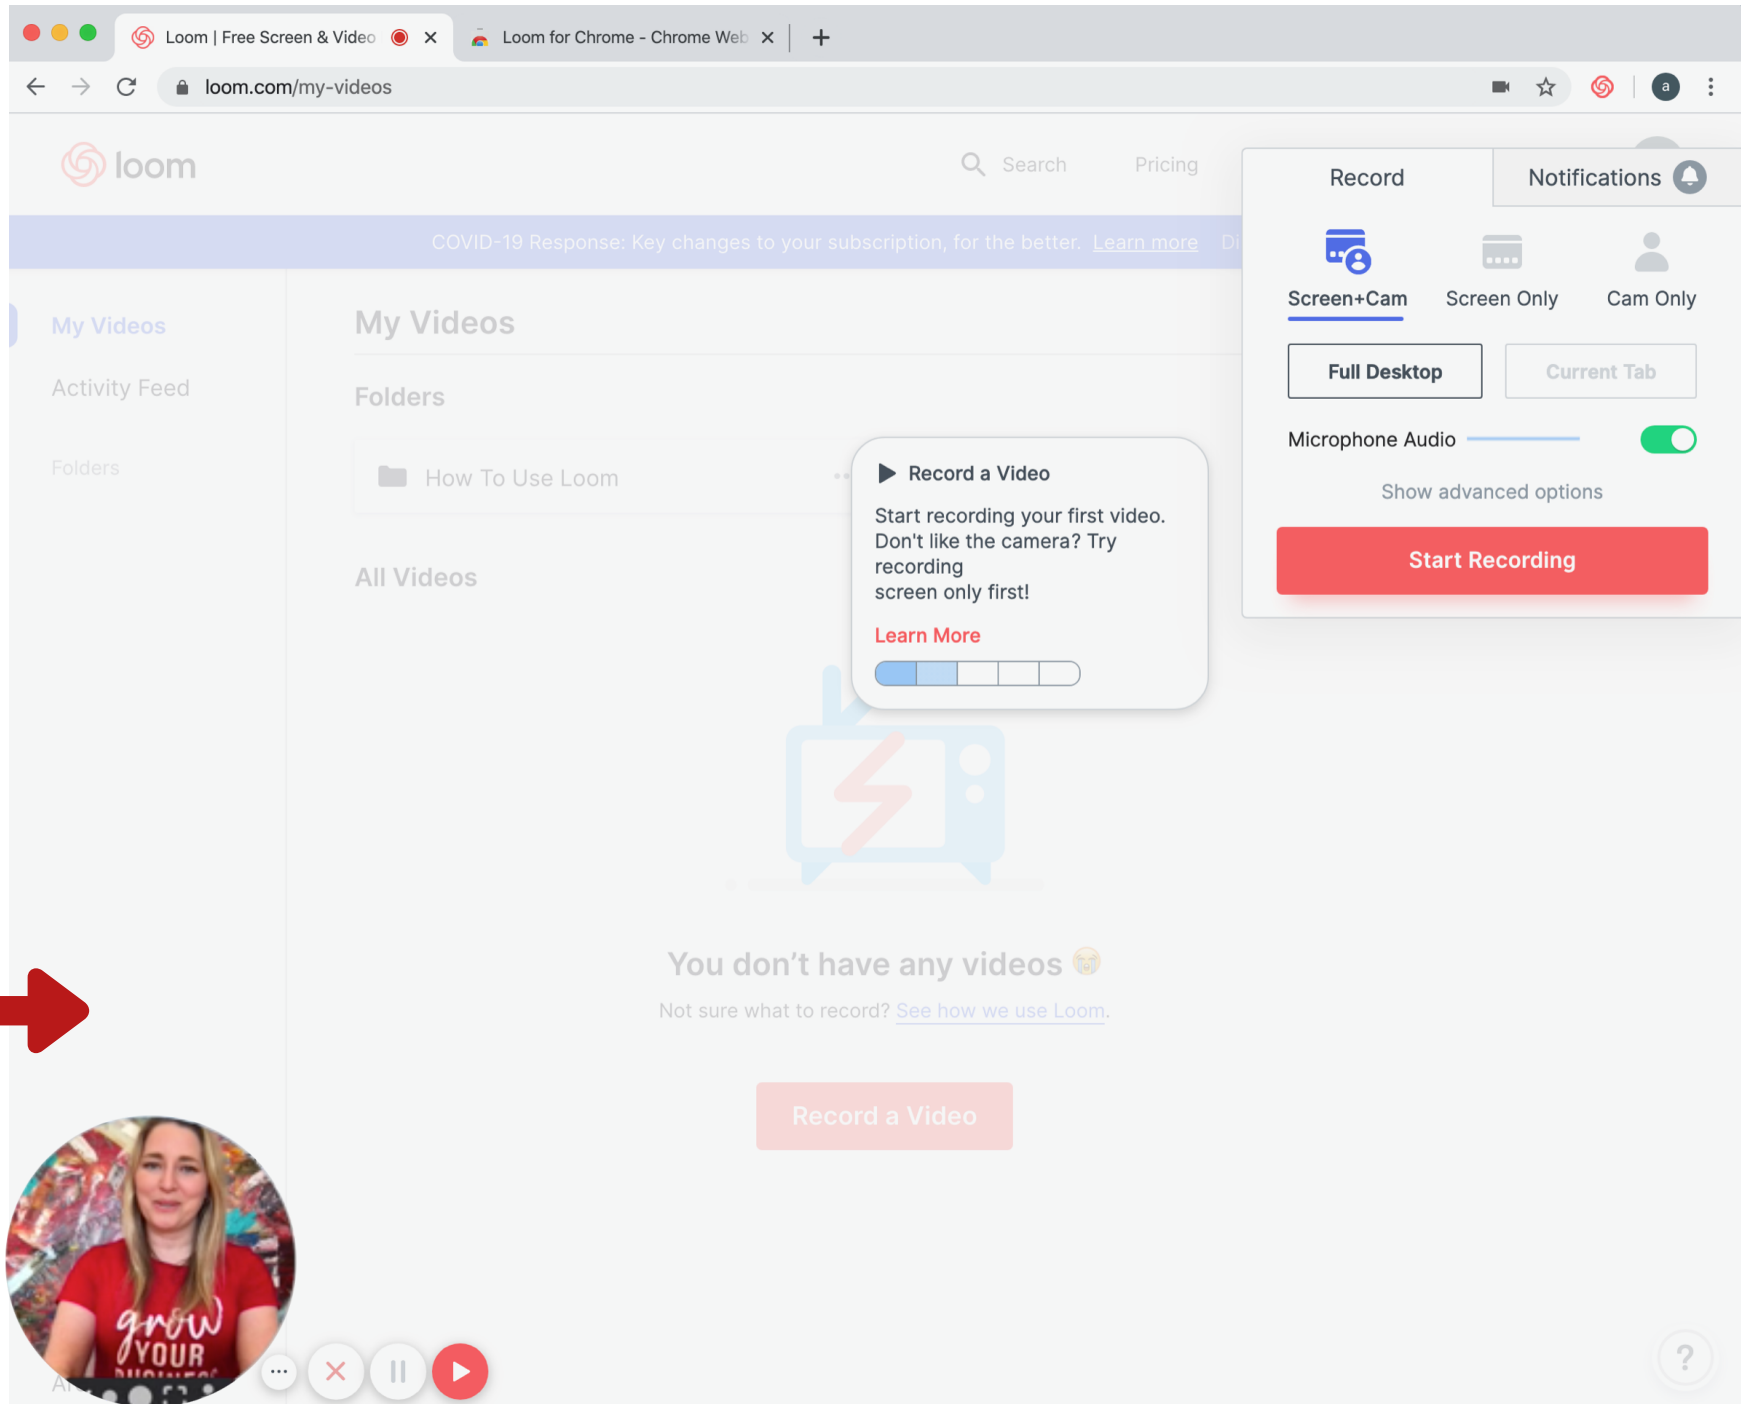 Loom | Free Screen & Video
Loom for Chrome - Chrome Web
loom.com/my-videos
a
loom
Search
Pricing
Record
Notifications
COVID-19 Response: Key changes to your subscription, for the better. Learn more Di
Screen+Cam
Screen Only
Cam Only
My Videos
Activity Feed
Folders
My Videos
Folders
How To Use Loom
All Videos
Full Desktop
Current Tab
Microphone Audio
Show advanced options
Start Recording
Record a Video
Start recording your first video.
Don't like the camera? Try
recording
screen only first!
Learn More
You don’t have any videos 😭
Not sure what to record? See how we use Loom.
Record a Video
grow
YOUR
BUSINESS
?